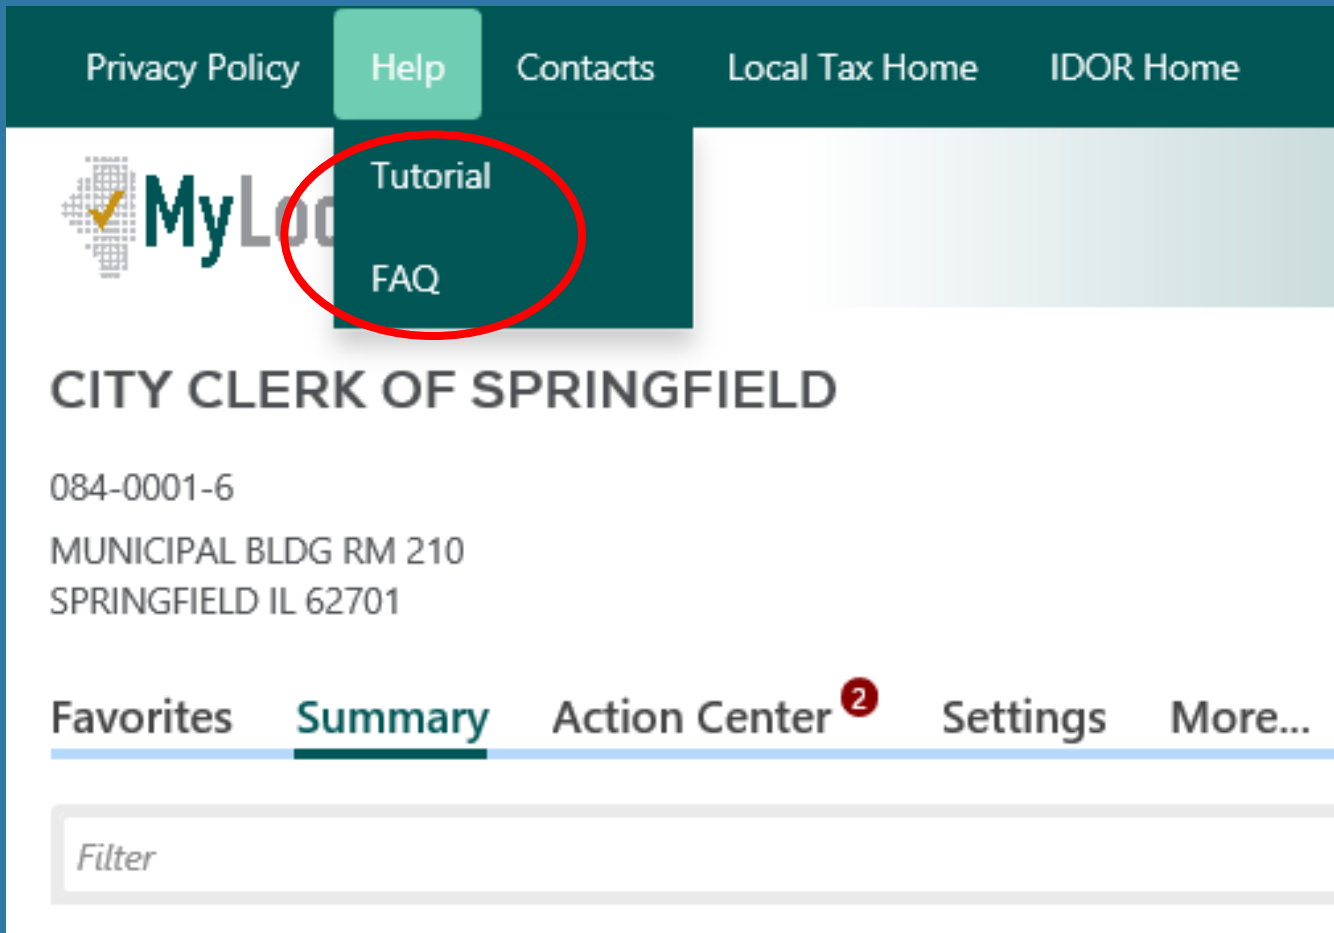 Privacy Policy Help Contacts Local Tax Home IDOR Home
Tutorial
MyLoc
FAQ
CITY CLERK OF SPRINGFIELD
084-0001-6
MUNICIPAL BLDG RM 210
SPRINGFIELD IL 62701
Favorites Summary Action Center 2 Settings More...
Filter